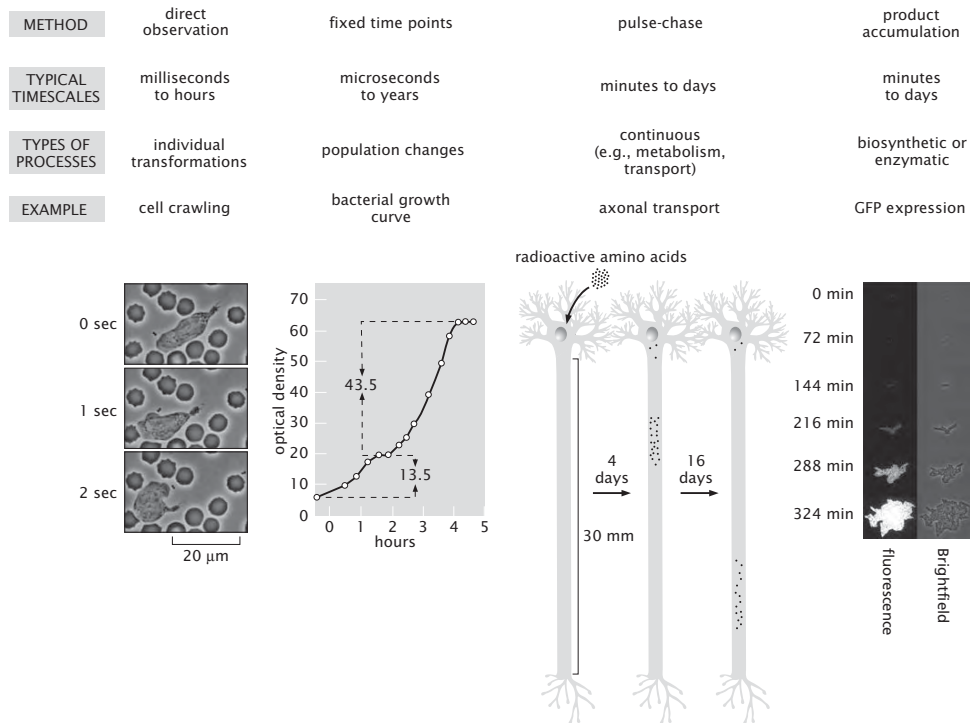 METHOD
direct
observation
fixed time points
pulse-chase
product
accumulation
TYPICAL
TIMESCALES
milliseconds
to hours
microseconds
to years
minutes to days
minutes
to days
TYPES OF
PROCESSES
individual
transformations
population changes
continuous
(e.g., metabolism,
transport)
biosynthetic or
enzymatic
EXAMPLE
cell crawling
bacterial growth
curve
axonal transport
GFP expression
0 sec
1 sec
2 sec
20 μm
optical density
70
60
50
40
30
20
10
0
43.5
13.5
0 1 2 3 4 5
hours
radioactive amino acids
4
days
16
days
30 mm
0 min
72 min
144 min
216 min
288 min
324 min
fluorescence
Brightfield